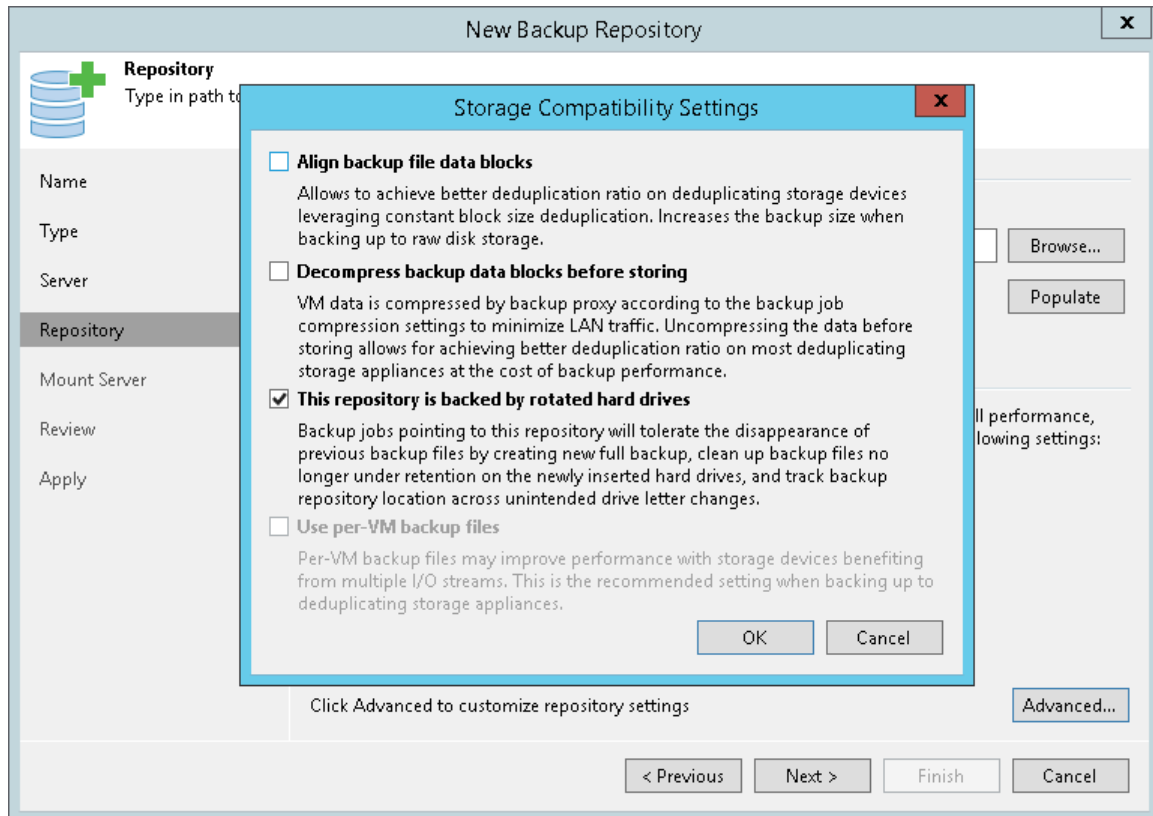 New Backup Repository
x
Repository
Type in path to
Storage Compatibility Settings
x
Name
Type
Server
Repository
Mount Server
Review
Apply
Align backup file data blocks
Allows to achieve better deduplication ratio on deduplicating storage devices
leveraging constant block size deduplication. Increases the backup size when
backing up to raw disk storage.
Decompress backup data blocks before storing
VM data is compressed by backup proxy according to the backup job
compression settings to minimize LAN traffic. Uncompressing the data before
storing allows for achieving better deduplication ratio on most deduplicating
storage appliances at the cost of backup performance.
This repository is backed by rotated hard drives
Backup jobs pointing to this repository will tolerate the disappearance of
previous backup files by creating new full backup, clean up backup files no
longer under retention on the newly inserted hard drives, and track backup
repository location across unintended drive letter changes.
Use per-VM backup files
Per-VM backup files may improve performance with storage devices benefiting
from multiple I/O streams. This is the recommended setting when backing up to
deduplicating storage appliances.
OK
Cancel
Browse...
Populate
ll performance,
lowing settings:
Click Advanced to customize repository settings
Advanced...
< Previous
Next >
Finish
Cancel